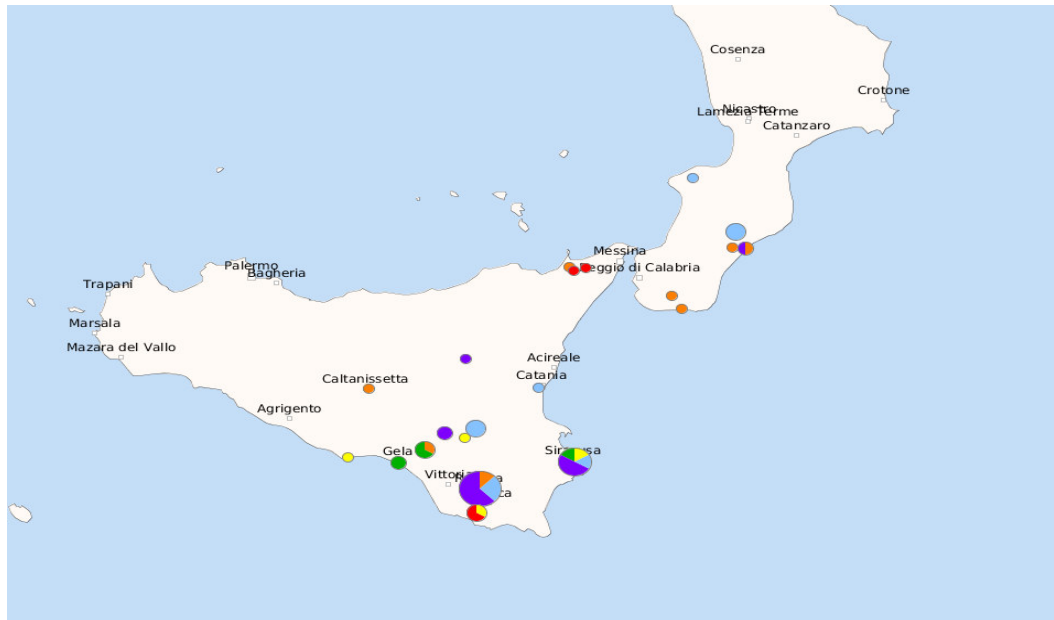 Cosenza
Crotone
Nicastro
Lamezia Terme
Catanzaro
Messina
Reggio di Calabria
Palermo
Bagheria
Trapani
Marsala
Mazara del Vallo
Acireale
Catania
Caltanissetta
Agrigento
Gela
Vittoria